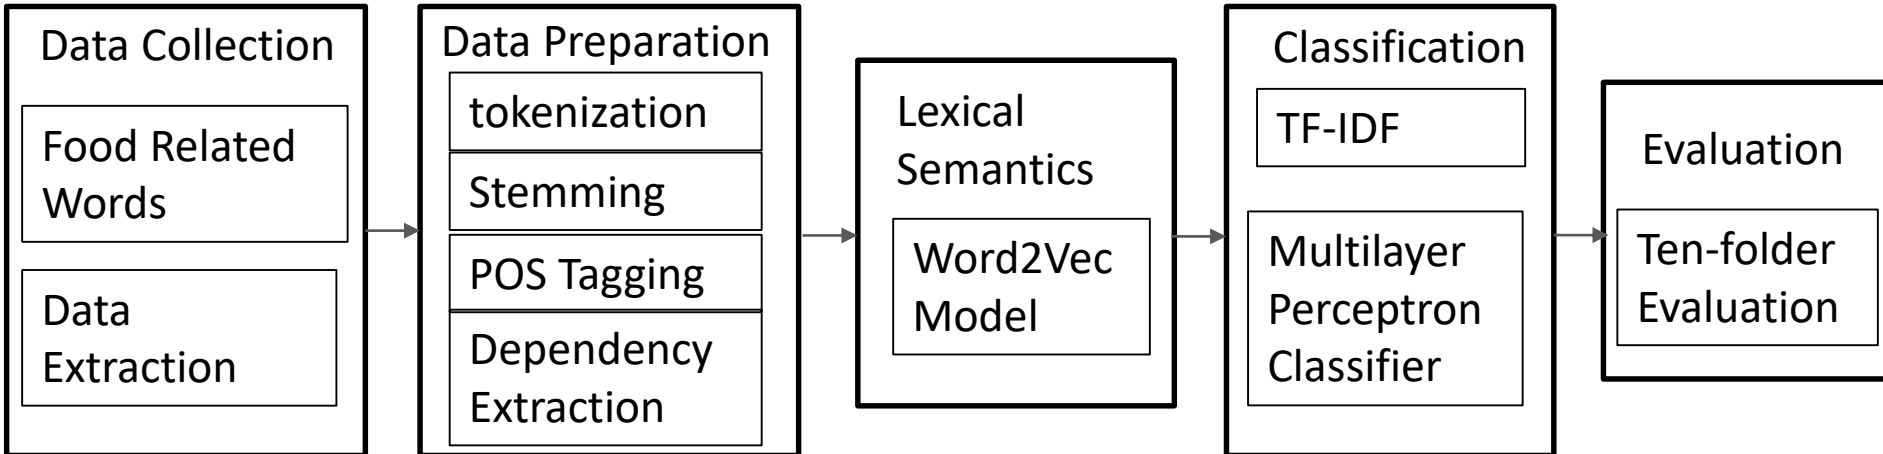 Data Collection
Food Related
Words
Data
Extraction
Data Preparation
tokenization
Stemming
POS Tagging
Dependency
Extraction
Lexical
Semantics
Word2Vec
Model
Classification
TF-IDF
Multilayer
Perceptron
Classifier
Evaluation
Ten-folder
Evaluation